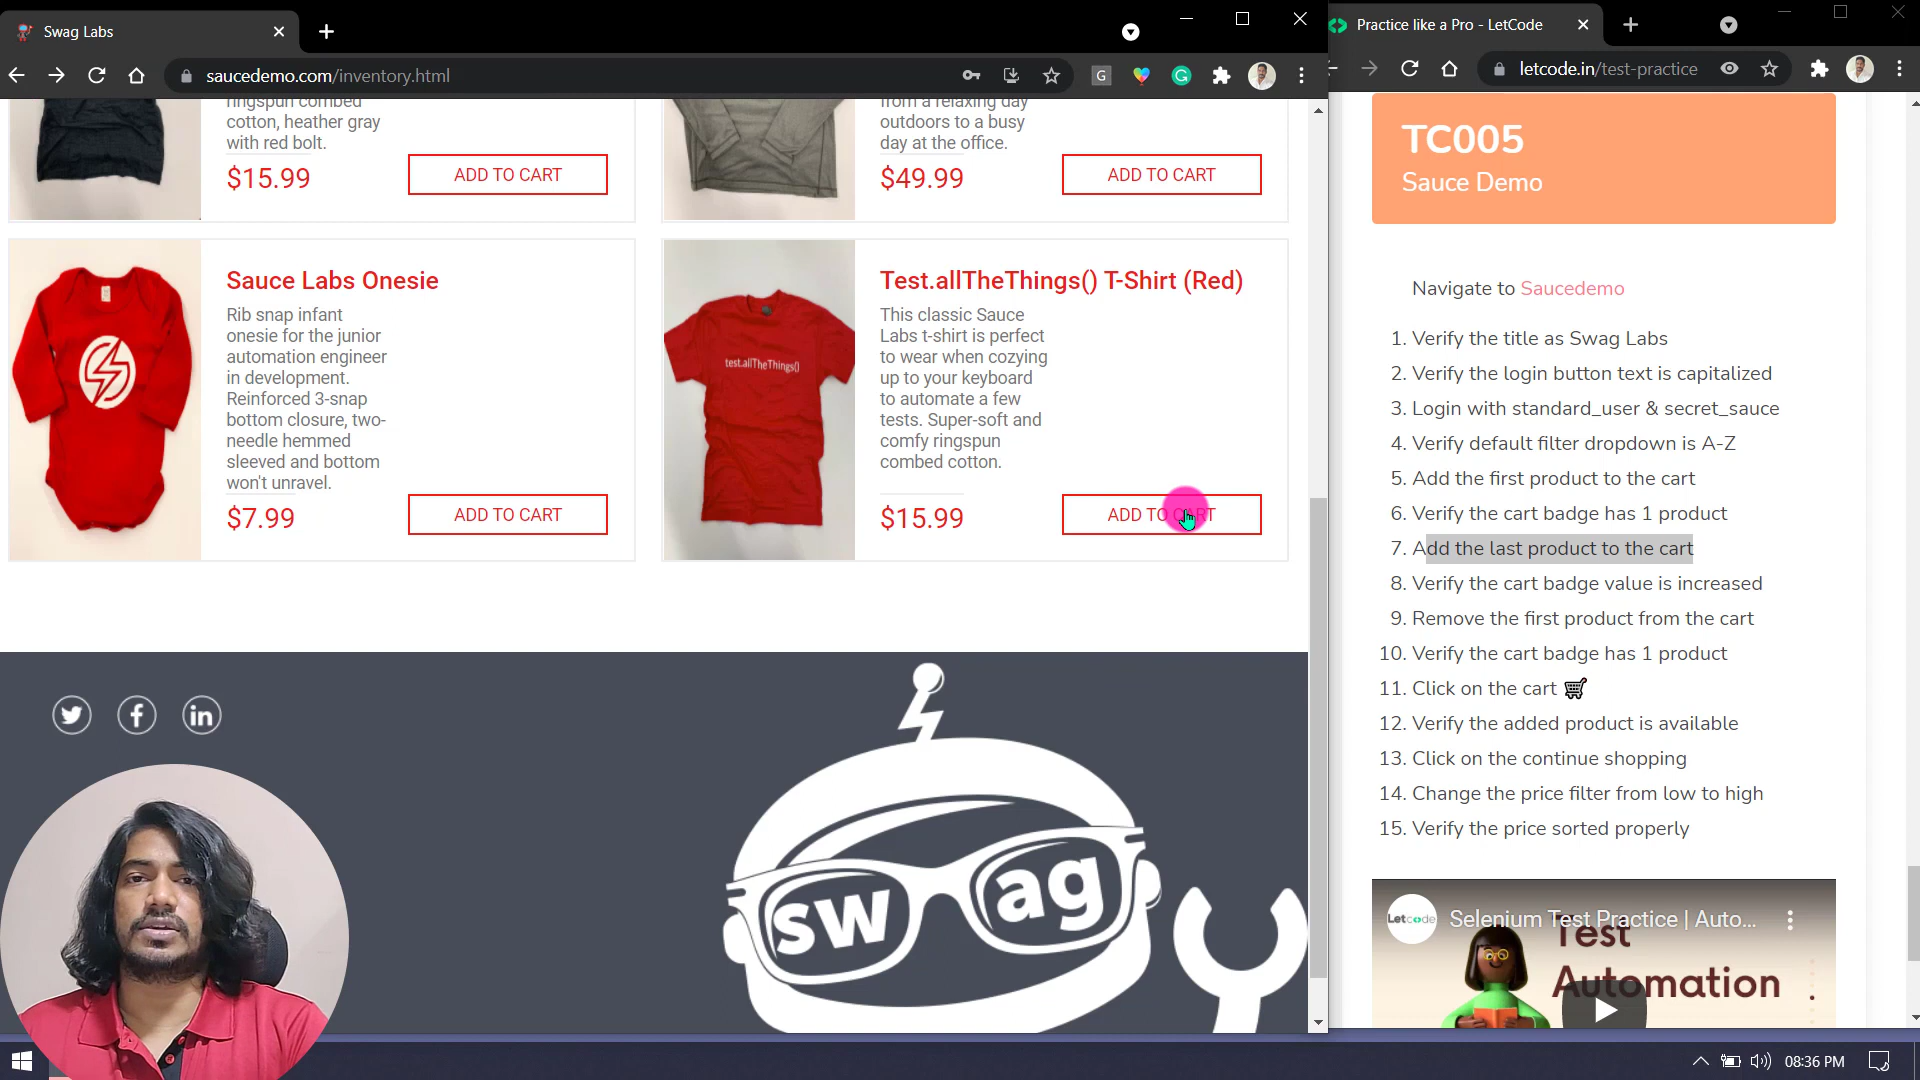 Swag Labs
saucedemo.com/inventory.html
ringspun combed
cotton, heather gray
with red bolt.
$15.99
ADD TO CART
from a relaxing day
outdoors to a busy
day at the office.
$49.99
ADD TO CART
Sauce Labs Onesie
Rib snap infant
onesie for the junior
automation engineer
in development.
Reinforced 3-snap
bottom closure, two-
needle hemmed
sleeved and bottom
won't unravel.
$7.99
ADD TO CART
test.allTheThings()
Test.allTheThings() T-Shirt (Red)
This classic Sauce
Labs t-shirt is perfect
to wear when cozying
up to your keyboard
to automate a few
tests. Super-soft and
comfy ringspun
combed cotton.
$15.99
ADD TO CART
swag
Practice like a Pro - LetCode
letcode.in/test-practice
TC005
Sauce Demo
Navigate to Saucedemo
1. Verify the title as Swag Labs
2. Verify the login button text is capitalized
3. Login with standard_user & secret_sauce
4. Verify default filter dropdown is A-Z
5. Add the first product to the cart
6. Verify the cart badge has 1 product
7. Add the last product to the cart
8. Verify the cart badge value is increased
9. Remove the first product from the cart
10. Verify the cart badge has 1 product
11. Click on the cart 🛒
12. Verify the added product is available
13. Click on the continue shopping
14. Change the price filter from low to high
15. Verify the price sorted properly
Letcode
Selenium Test Practice | Auto...
Test
Automation
08:36 PM